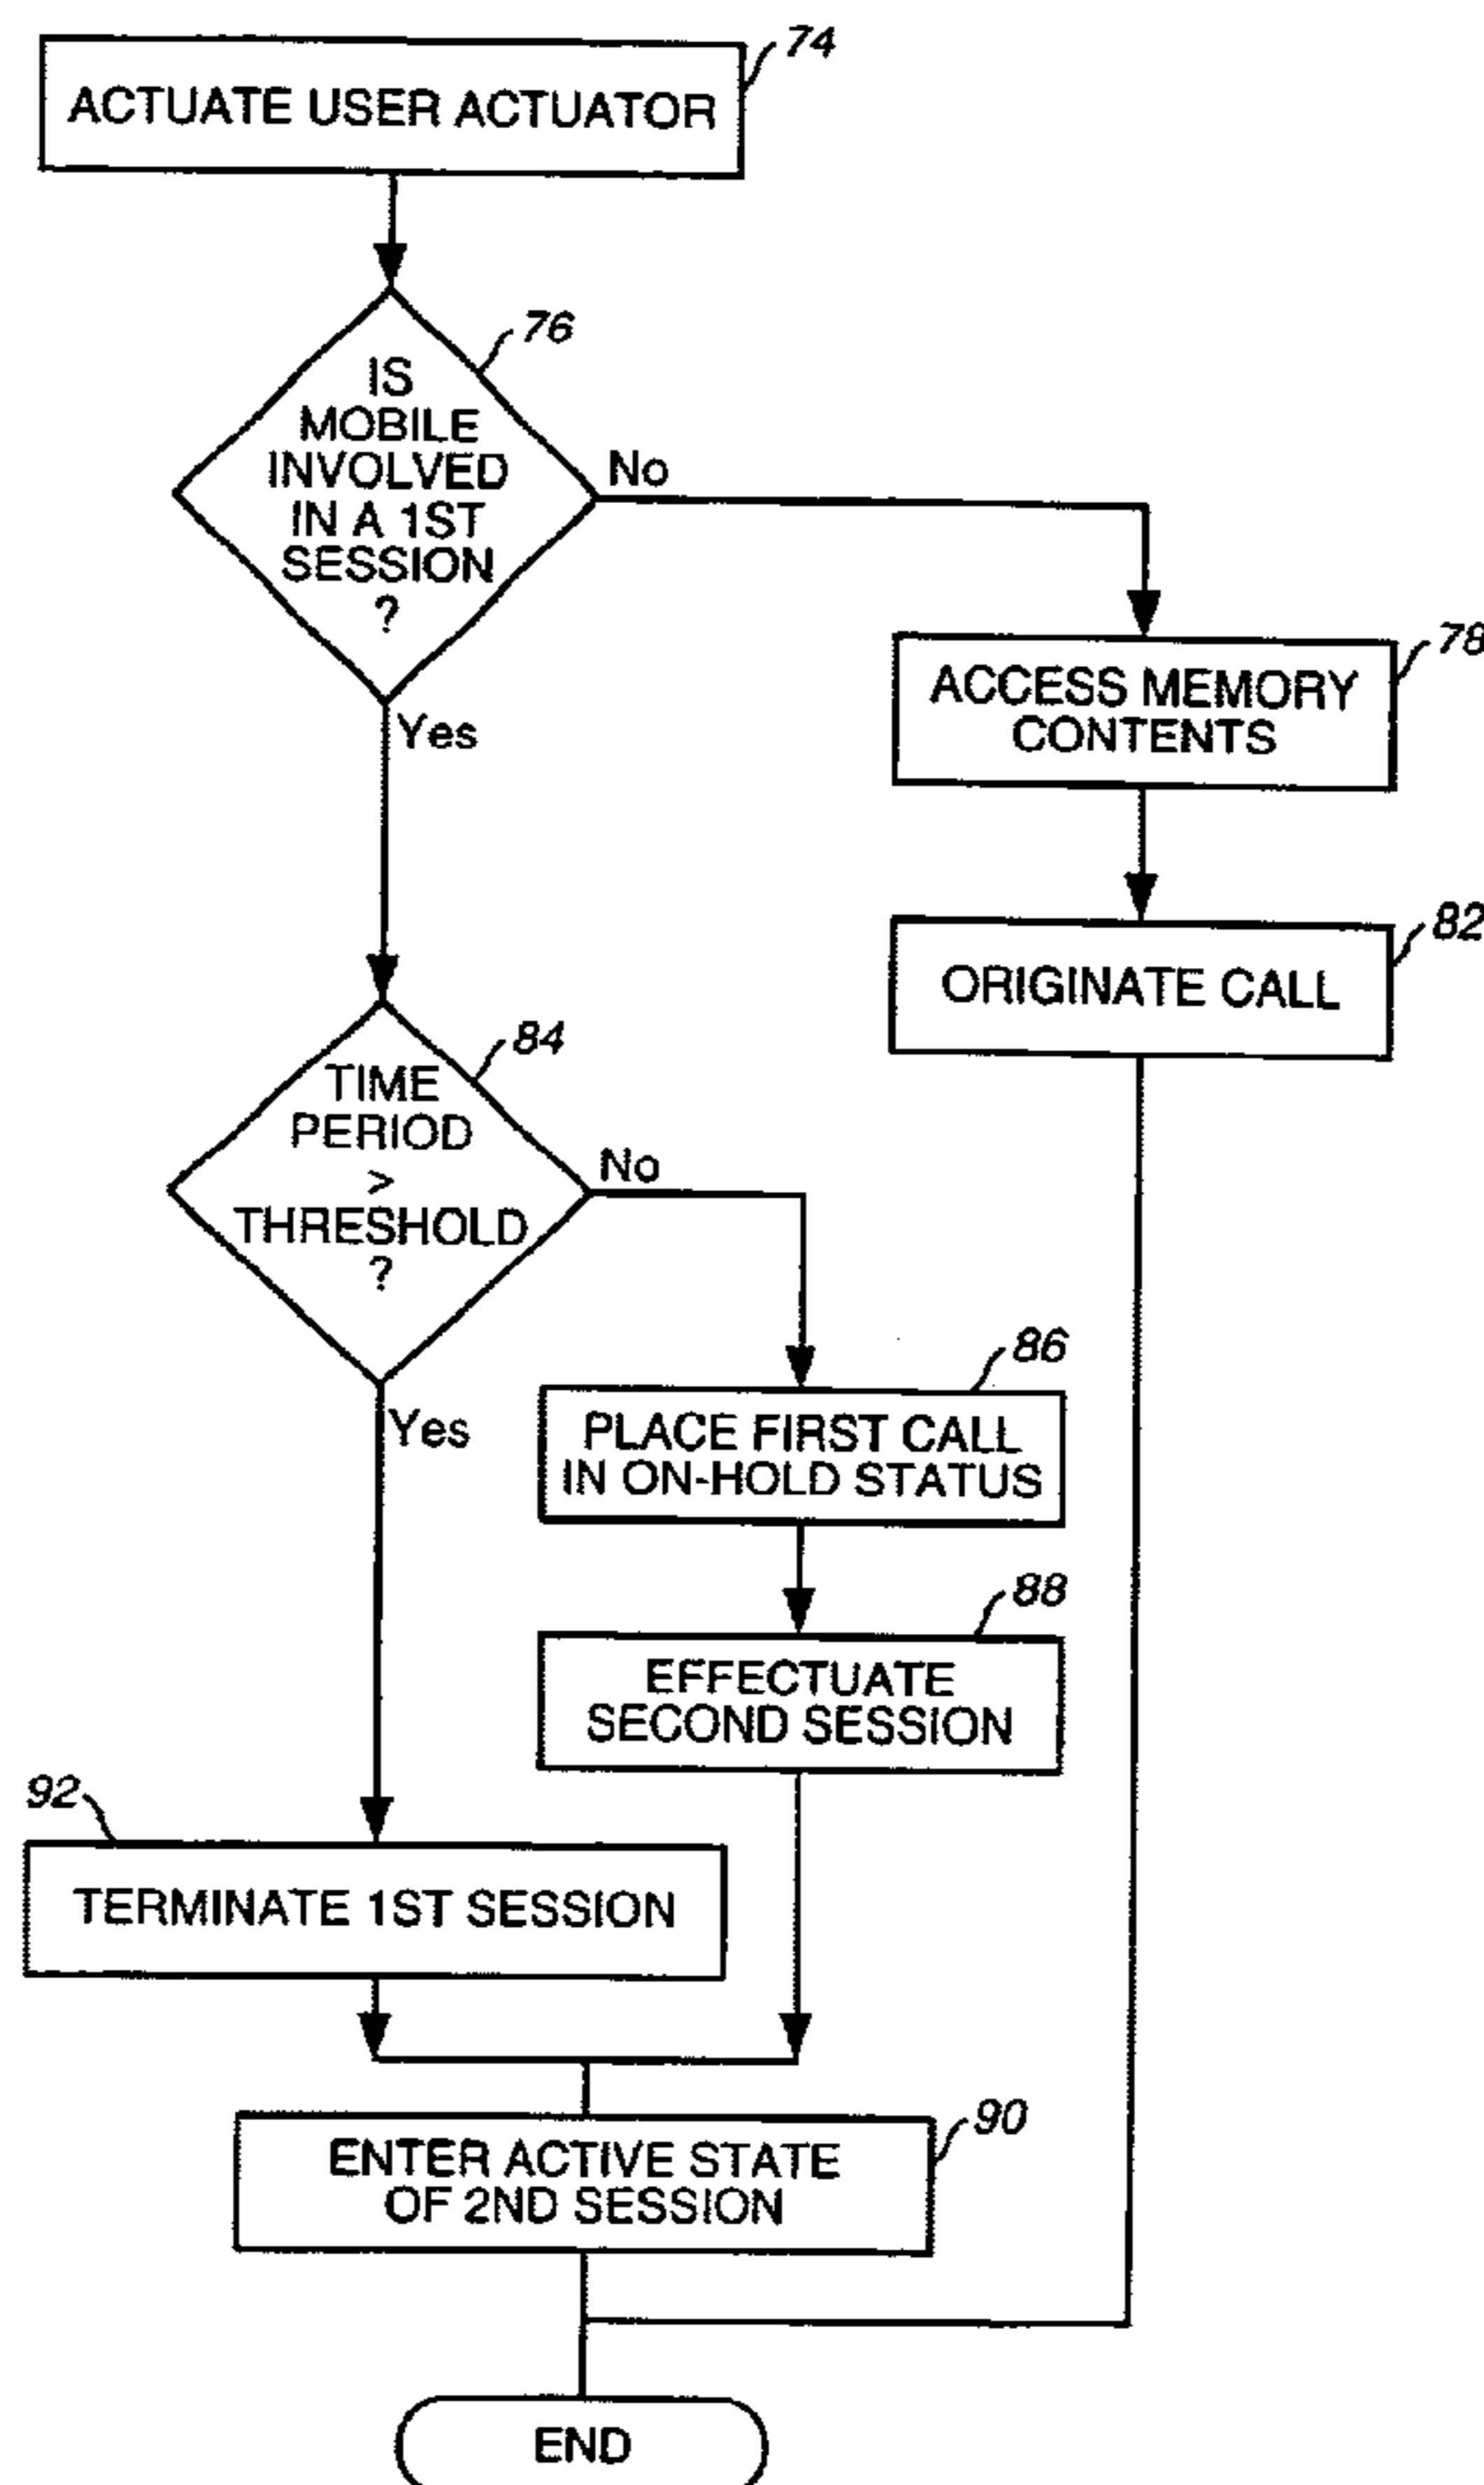 74
ACTUATE USER ACTUATOR
76
IS
MOBILE
INVOLVED
IN A 1ST
SESSION
?
No
Yes
78
ACCESS MEMORY
CONTENTS
82
ORIGINATE CALL
84
TIME
PERIOD
>
THRESHOLD
?
No
Yes
86
PLACE FIRST CALL
IN ON-HOLD STATUS
88
EFFECTUATE
SECOND SESSION
92
TERMINATE 1ST SESSION
90
ENTER ACTIVE STATE
OF 2ND SESSION
END